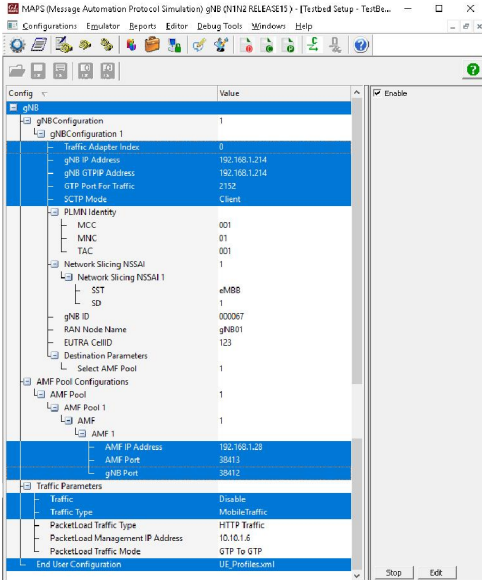 MAPS (Message Automation Protocol Simulation) gNB (N1N2 RELEASE15 ) - [Testbed Setup - TestBe...
Configurations Emulator Reports Editor Debug Tools Windows Help
Config Value
Enable
gNB
gNBConfiguration 1
gNBConfiguration 1
Traffic Adapter Index 0
gNB IP Address 192.168.1.214
gNB GTPIP Address 192.168.1.214
GTP Port For Traffic 2152
SCTP Mode Client
PLMN Identity
MCC 001
MNC 01
TAC 001
Network Slicing NSSAI 1
Network Slicing NSSAI 1
SST eMBB
SD 1
gNB ID 000067
RAN Node Name gNB01
EUTRA CellID 123
Destination Parameters
Select AMF Pool 1
AMF Pool Configurations
AMF Pool 1
AMF Pool 1
AMF 1
AMF 1
AMF IP Address 192.168.1.28
AMF Port 38413
gNB Port 38412
Traffic Parameters
Traffic Disable
Traffic Type MobileTraffic
PacketLoad Traffic Type HTTP Traffic
PacketLoad Management IP Address 10.10.1.6
PacketLoad Traffic Mode GTP To GTP
End User Configuration UE_Profiles.xml
Stop Edit